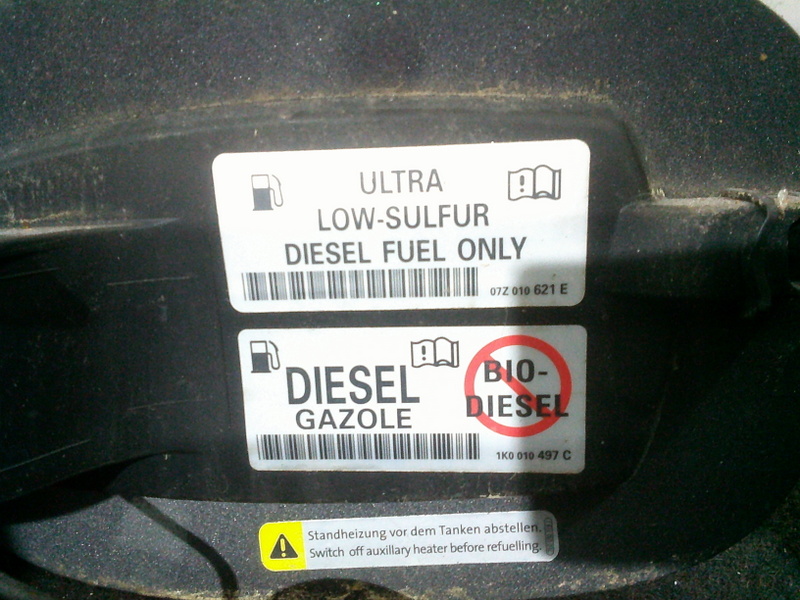 ULTRA
LOW-SULFUR
DIESEL FUEL ONLY
07Z 010 621 E
DIESEL
GAZOLE
BIO-
DIESEL
1K0 010 497 C
Standheizung vor dem Tanken abstellen.
Switch off auxillary heater before refuelling.